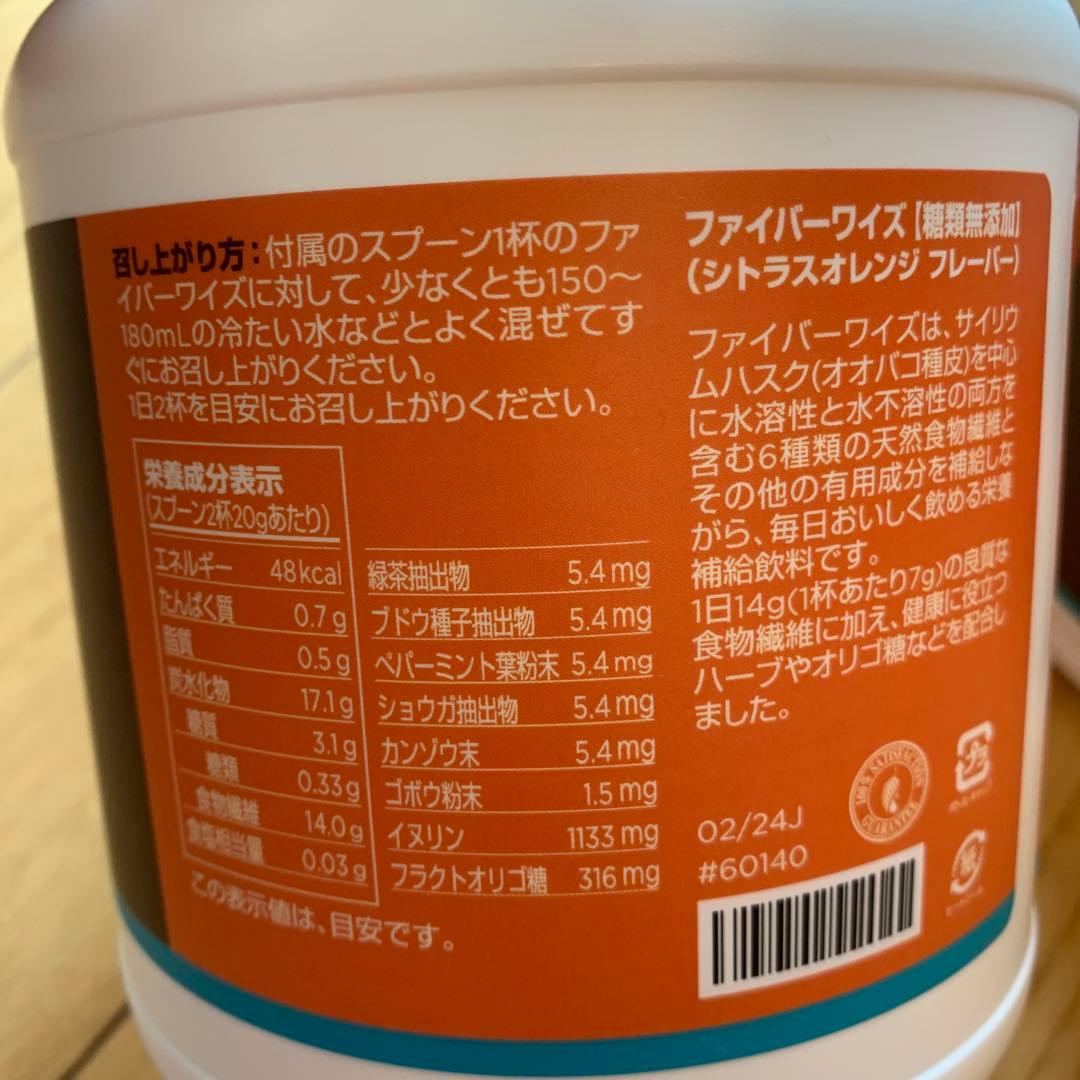 召し上がり方：付属のスプーン1杯のファ
イバーワイズに対して、少なくとも150～
180mLの冷たい水などとよく混ぜてす
ぐにお召し上がりください。
1日2杯を目安にお召し上がりください。
栄養成分表示
(スプーン2杯20gあたり)
エネルギー 48kcal
たんぱく質 0.7g
脂質 0.5g
炭水化物 17.1g
糖質 3.1g
糖類 0.33g
食物繊維 14.0g
食塩相当量 0.03g
緑茶抽出物 5.4mg
ブドウ種子抽出物 5.4mg
ペパーミント葉粉末 5.4mg
ショウガ抽出物 5.4mg
カンゾウ末 5.4mg
ゴボウ粉末 1.5mg
イヌリン 1133mg
フラクトオリゴ糖 316mg
この表示値は、目安です。
ファイバーワイズ【糖類無添加】
(シトラスオレンジ フレーバー)
ファイバーワイズは、サイリウ
ムハスク(オオバコ種皮)を中心
に水溶性と水不溶性の両方を
含む6種類の天然食物繊維と
その他の有用成分を補給しな
がら、毎日おいしく飲める栄養
補給飲料です。
1日14g(1杯あたり7g)の良質な
食物繊維に加え、健康に役立つ
ハーブやオリゴ糖などを配合し
ました。
02/24J
#60140
100% SATISFACTION
GUARANTEE
プラ
紙